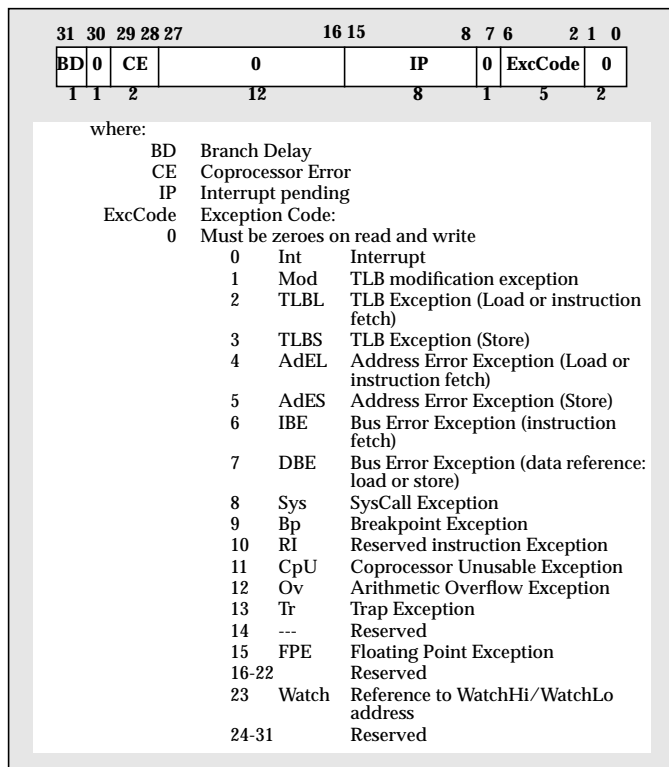 31 30 29 28 27 16 15 8 7 6 2 1 0
BD 0 CE 0 IP 0 ExcCode 0
1 1 2 12 8 1 5 2
where:
BD Branch Delay
CE Coprocessor Error
IP Interrupt pending
ExcCode Exception Code:
0 Must be zeroes on read and write
0 Int Interrupt
1 Mod TLB modification exception
2 TLBL TLB Exception (Load or instruction
fetch)
3 TLBS TLB Exception (Store)
4 AdEL Address Error Exception (Load or
instruction fetch)
5 AdES Address Error Exception (Store)
6 IBE Bus Error Exception (instruction
fetch)
7 DBE Bus Error Exception (data reference:
load or store)
8 Sys SysCall Exception
9 Bp Breakpoint Exception
10 RI Reserved instruction Exception
11 CpU Coprocessor Unusable Exception
12 Ov Arithmetic Overflow Exception
13 Tr Trap Exception
14 --- Reserved
15 FPE Floating Point Exception
16-22 Reserved
23 Watch Reference to WatchHi/WatchLo
address
24-31 Reserved